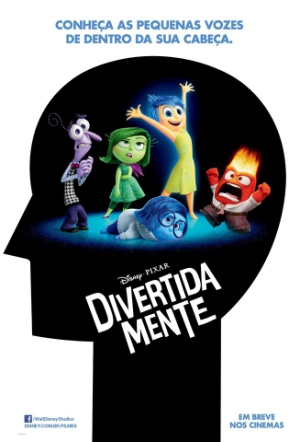 CONHEÇA AS PEQUENAS VOZES
DE DENTRO DA SUA CABEÇA.
Disney · PIXAR
DIVERTIDA
MENTE
f /WaltDisneyStudios
DISNEY.COM.BR/FILMES
EM BREVE
NOS CINEMAS